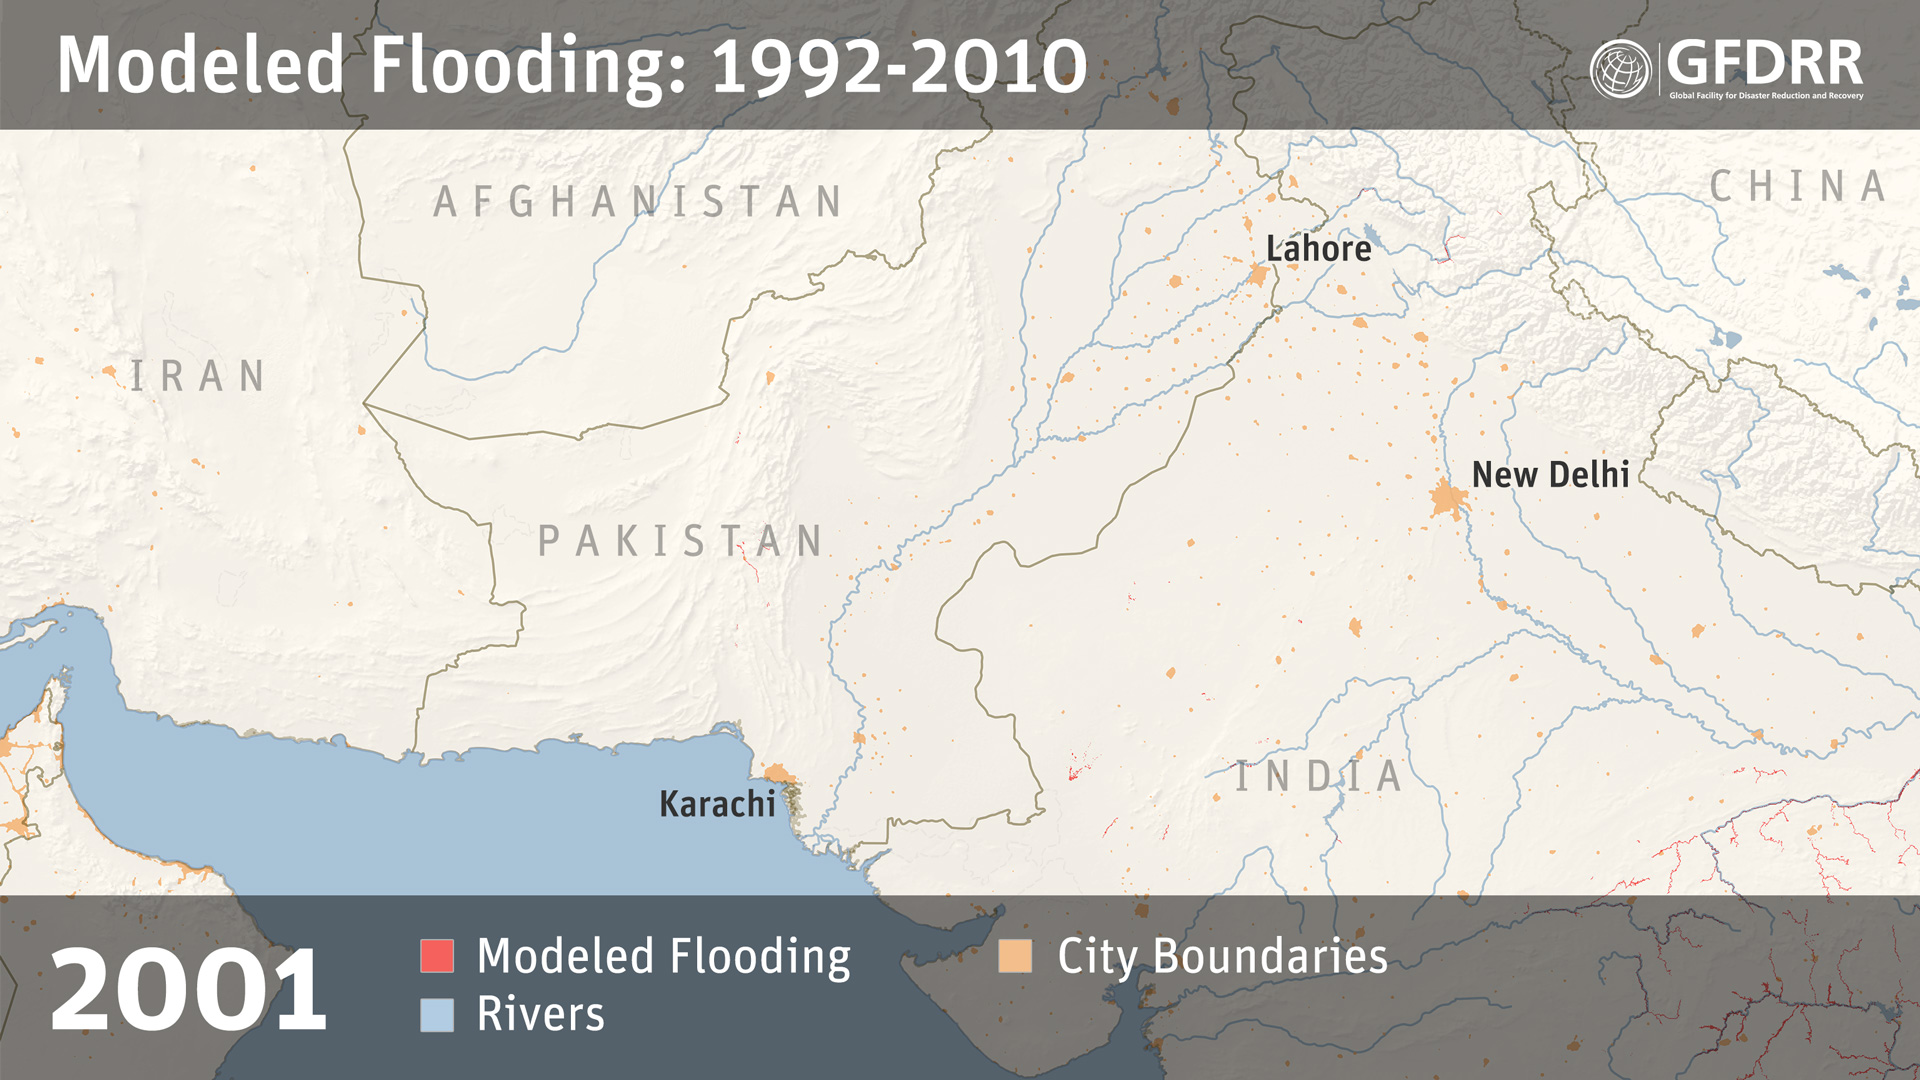 Modeled Flooding: 1992-2010
GFDRR
Global Facility for Disaster Reduction and Recovery
AFGHANISTAN
CHINA
Lahore
IRAN
New Delhi
PAKISTAN
INDIA
Karachi
2001
Modeled Flooding
City Boundaries
Rivers